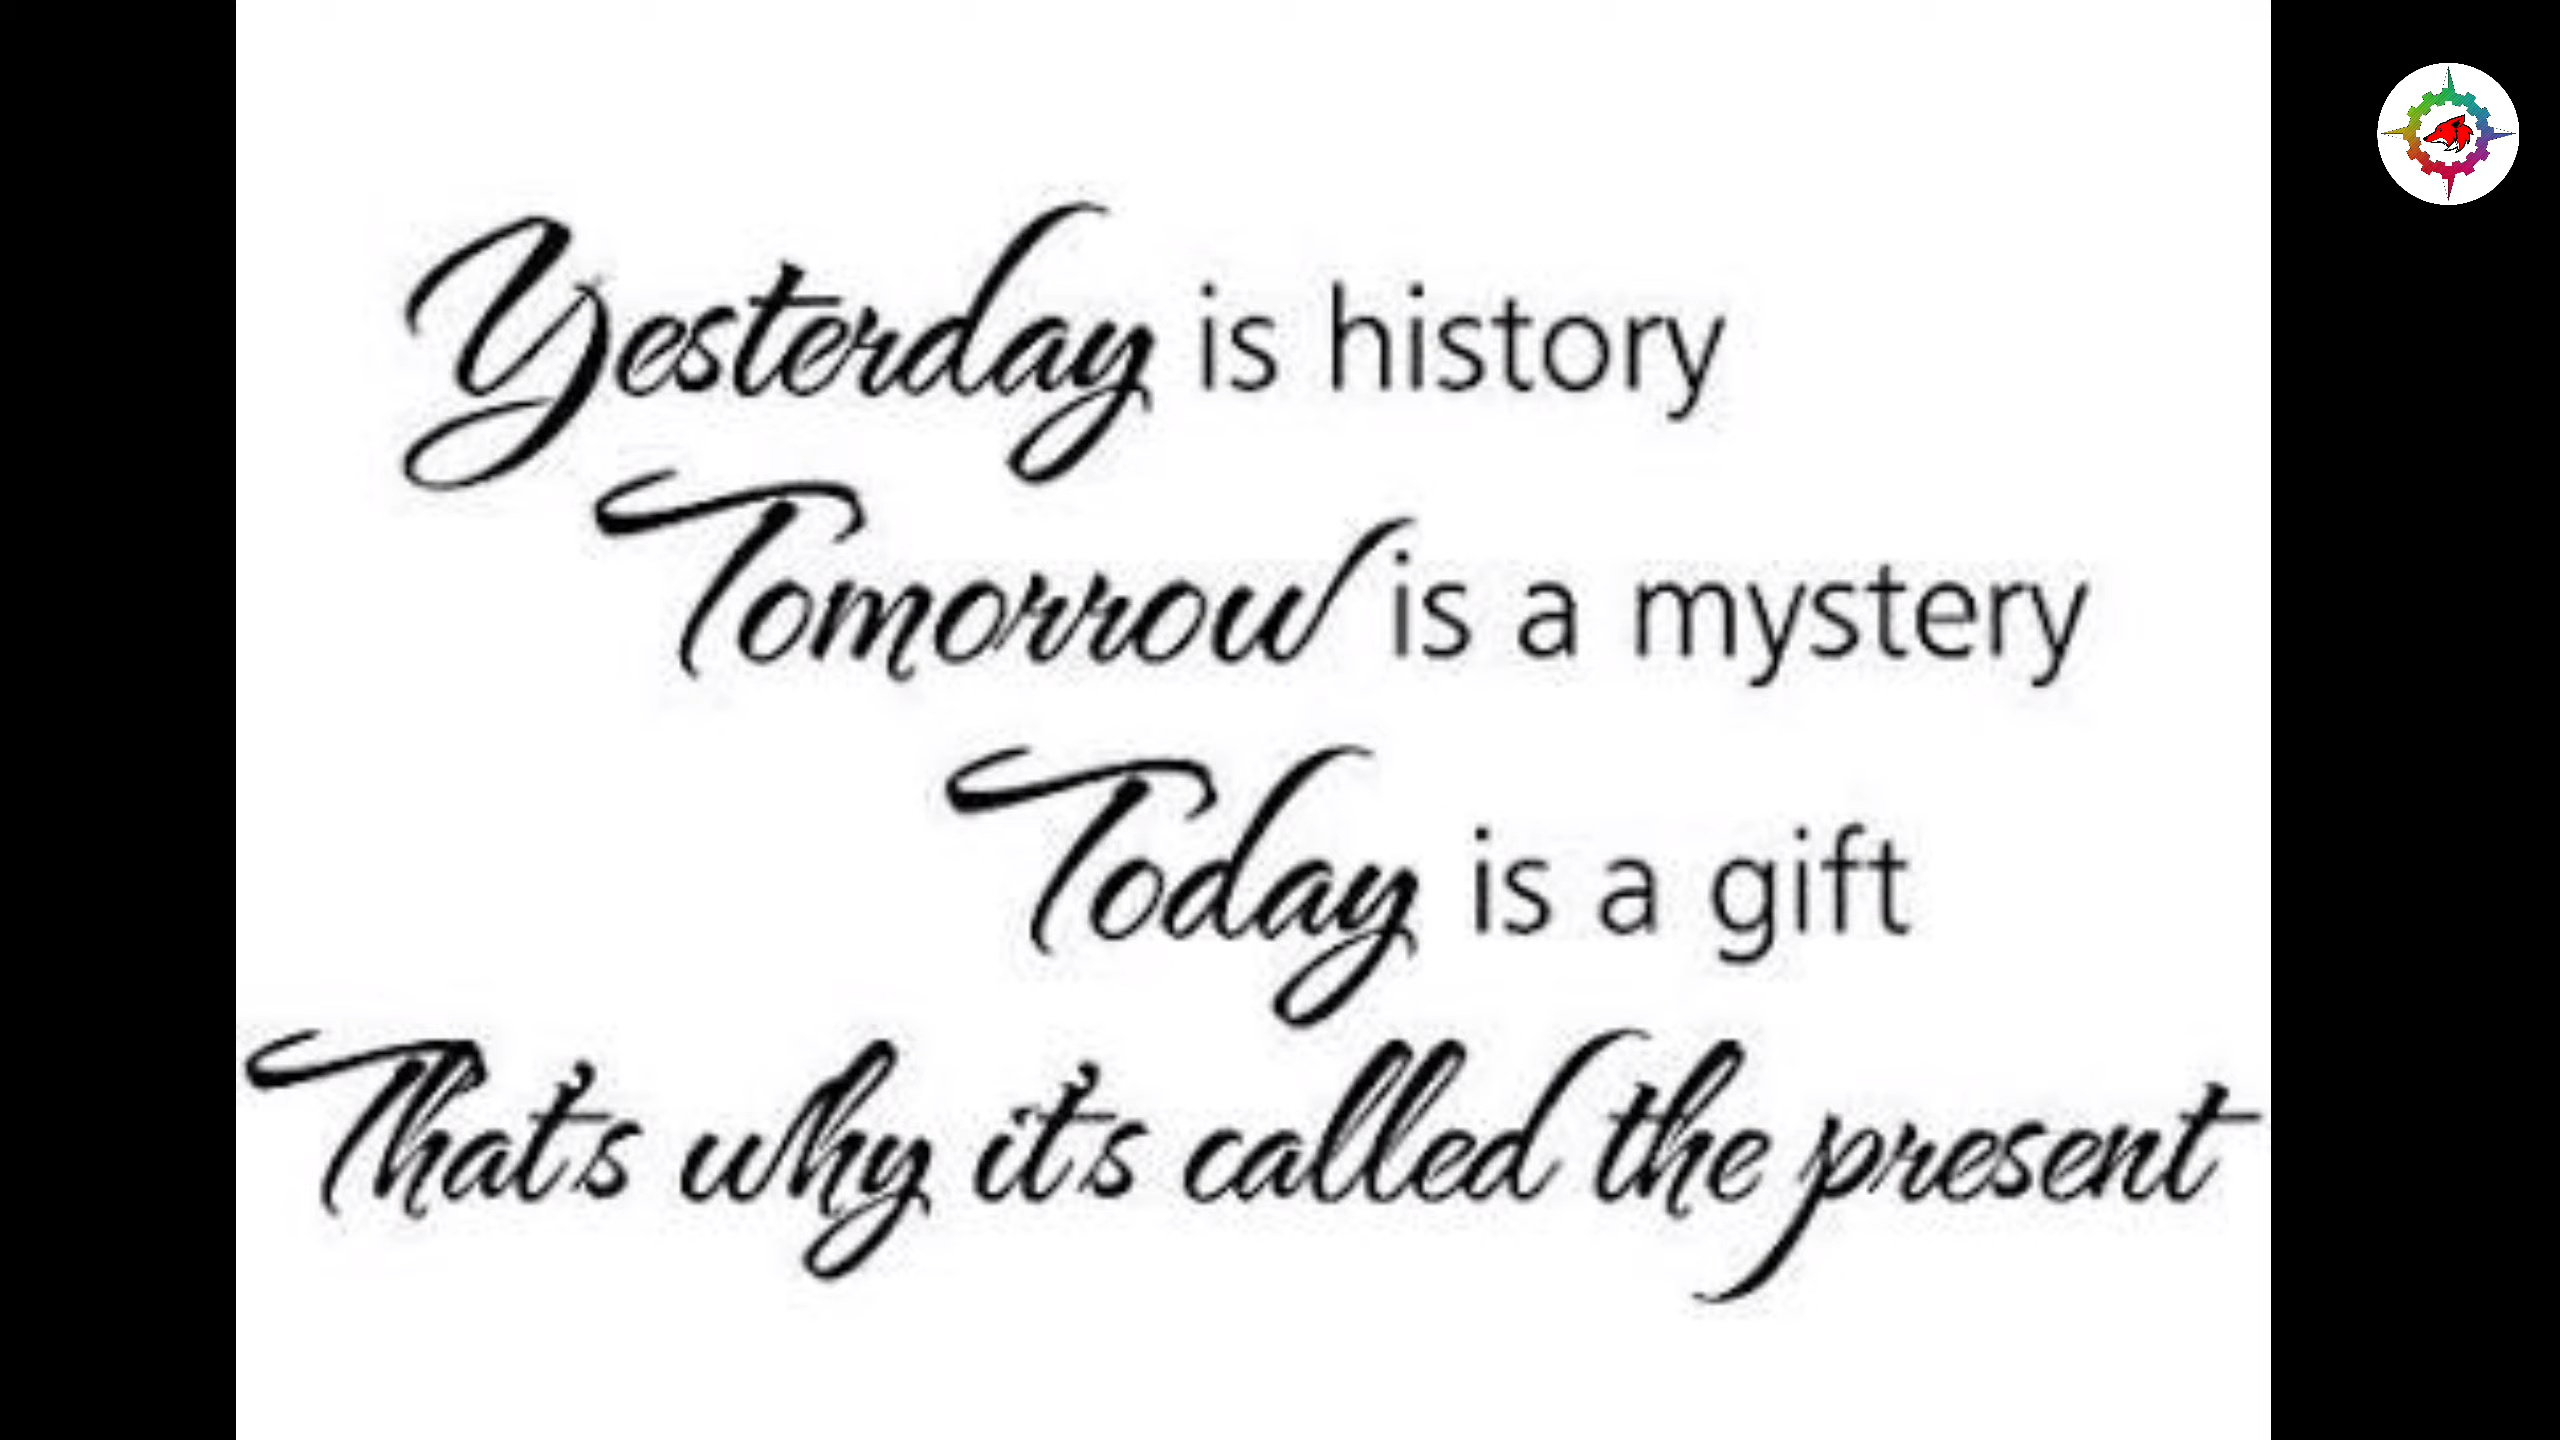 Yesterday is history
Tomorrow is a mystery
Today is a gift
That's why it's called the present